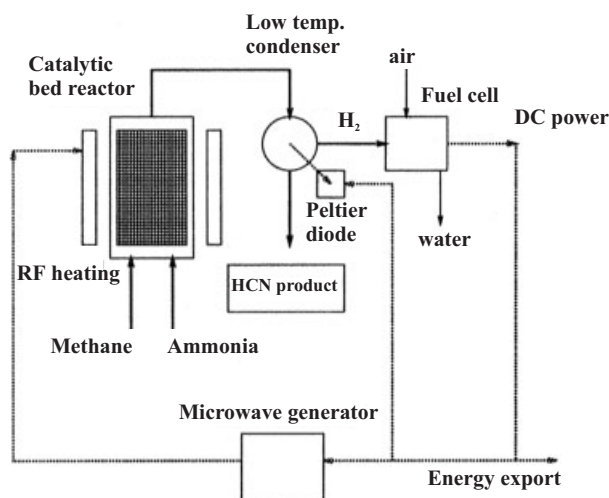 Low temp.
condenser
Catalytic
bed reactor
air
Fuel cell
H₂
DC power
Peltier
diode
water
RF heating
HCN product
Methane
Ammonia
Microwave generator
Energy export